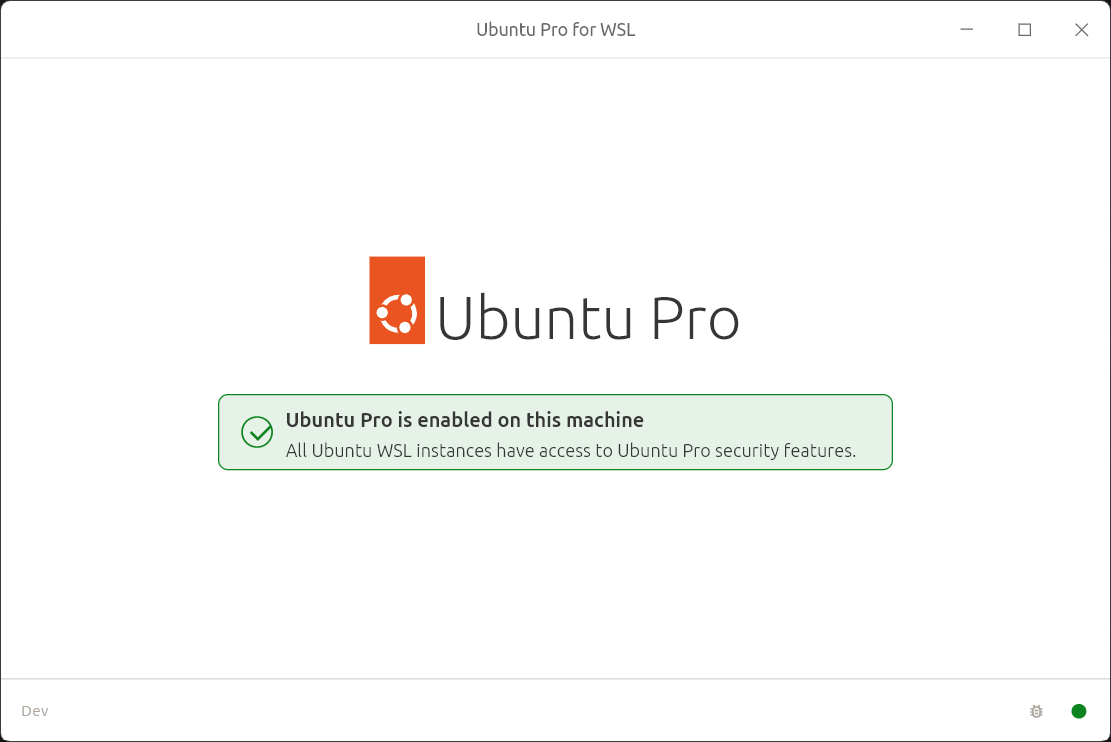 Ubuntu Pro for WSL
Ubuntu Pro
Ubuntu Pro is enabled on this machine
All Ubuntu WSL instances have access to Ubuntu Pro security features.
Dev